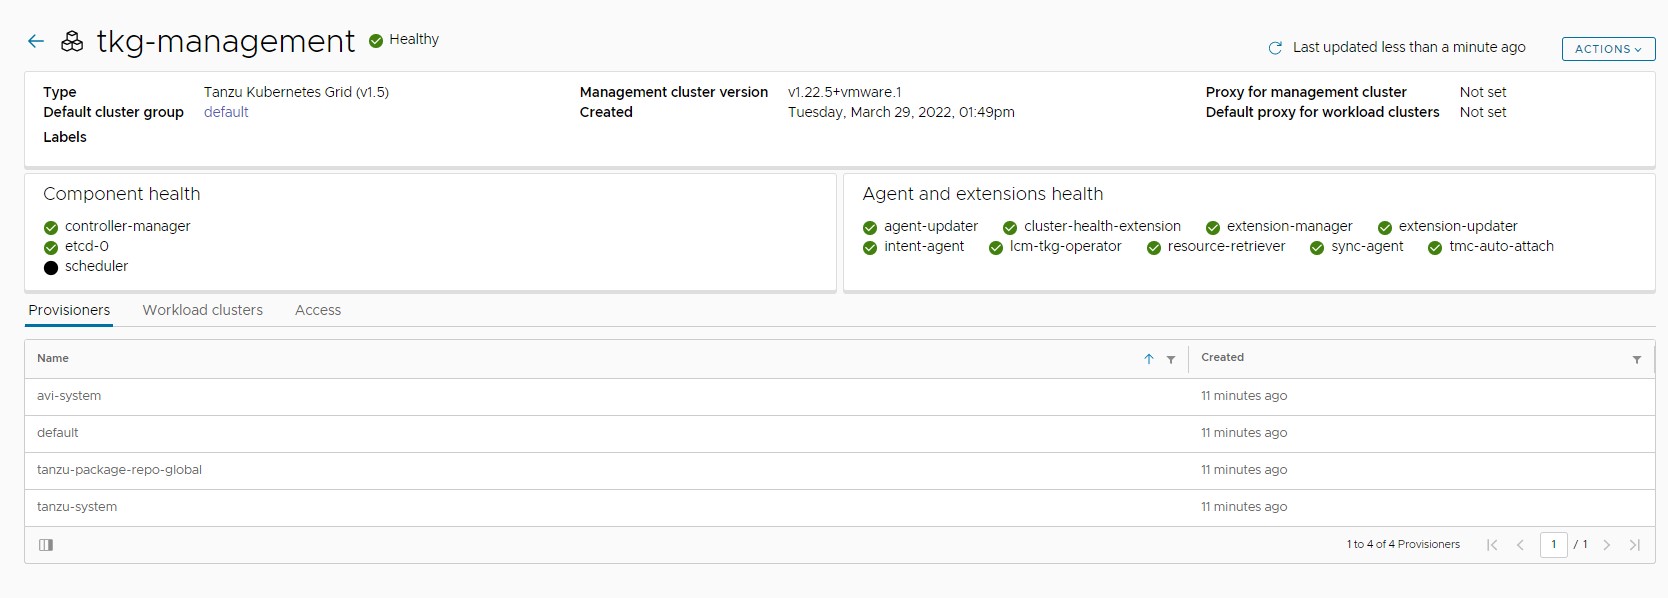 tkg-management Healthy
Last updated less than a minute ago ACTIONS
Type Tanzu Kubernetes Grid (v1.5) Management cluster version v1.22.5+vmware.1 Proxy for management cluster Not set
Default cluster group default Created Tuesday, March 29, 2022, 01:49pm Default proxy for workload clusters Not set
Labels
Component health
controller-manager
etcd-0
scheduler
Agent and extensions health
agent-updater cluster-health-extension extension-manager extension-updater
intent-agent lcm-tkg-operator resource-retriever sync-agent tmc-auto-attach
Provisioners Workload clusters Access
Name Created
avi-system 11 minutes ago
default 11 minutes ago
tanzu-package-repo-global 11 minutes ago
tanzu-system 11 minutes ago
1 to 4 of 4 Provisioners 1 / 1